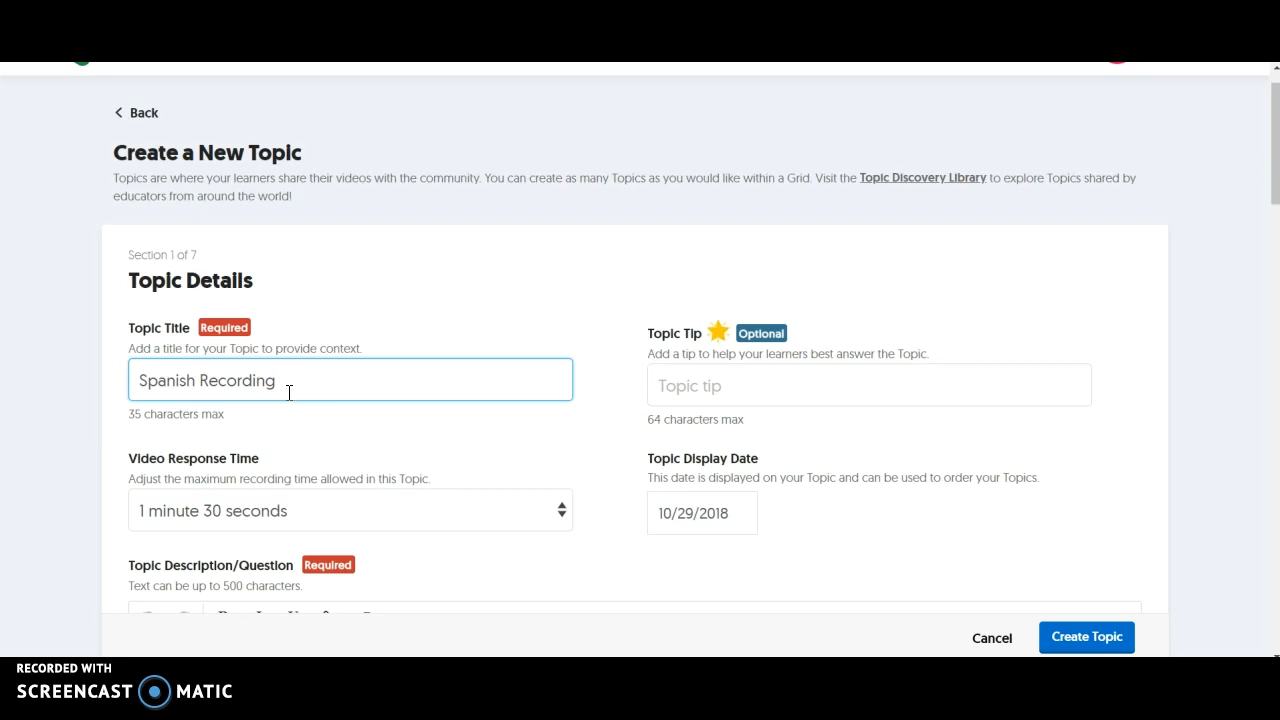 Back
Create a New Topic
Topics are where your learners share their videos with the community. You can create as many Topics as you would like within a Grid. Visit the Topic Discovery Library to explore Topics shared by
educators from around the world!
Section 1 of 7
Topic Details
Topic Title Required
Add a title for your Topic to provide context.
Spanish Recording
35 characters max
Topic Tip Optional
Add a tip to help your learners best answer the Topic.
Topic tip
64 characters max
Video Response Time
Adjust the maximum recording time allowed in this Topic.
1 minute 30 seconds
Topic Display Date
This date is displayed on your Topic and can be used to order your Topics.
10/29/2018
Topic Description/Question Required
Text can be up to 500 characters.
Cancel
Create Topic
RECORDED WITH
SCREENCAST MATIC